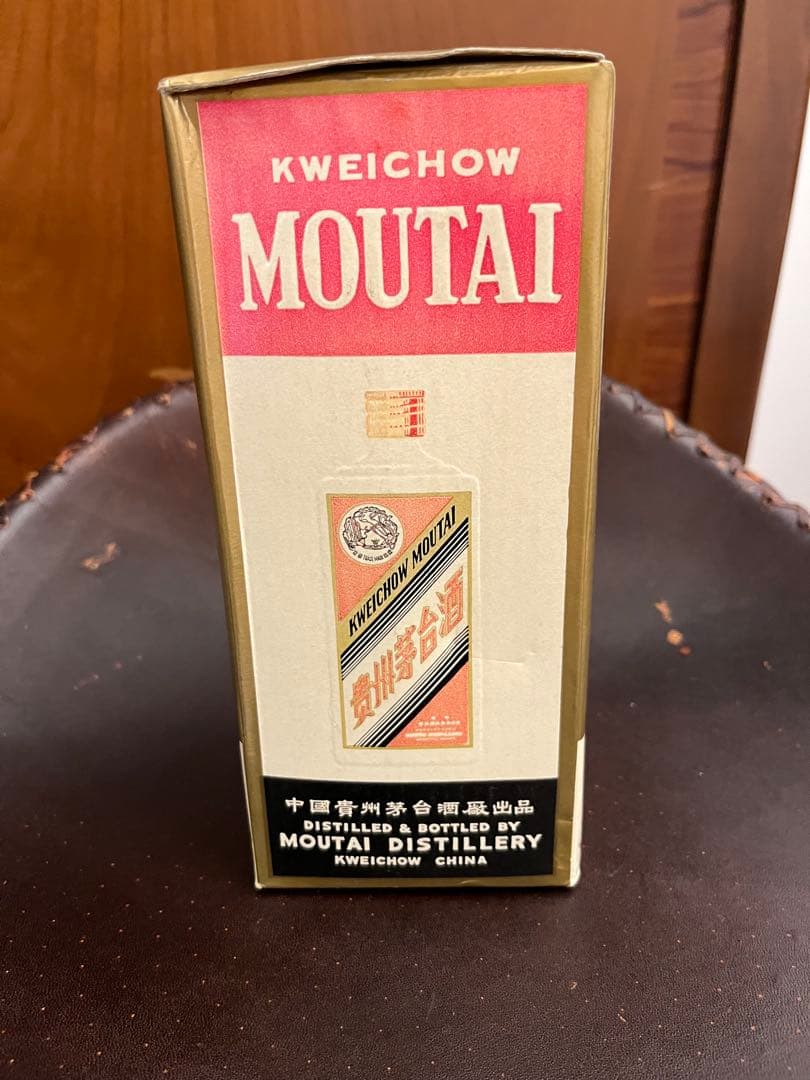 KWEICHOW
MOUTAI
KWEICHOW MOUTAI
貴州茅台酒
中國貴州茅台酒廠出品
DISTILLED & BOTTLED BY
MOUTAI DISTILLERY
KWEICHOW CHINA